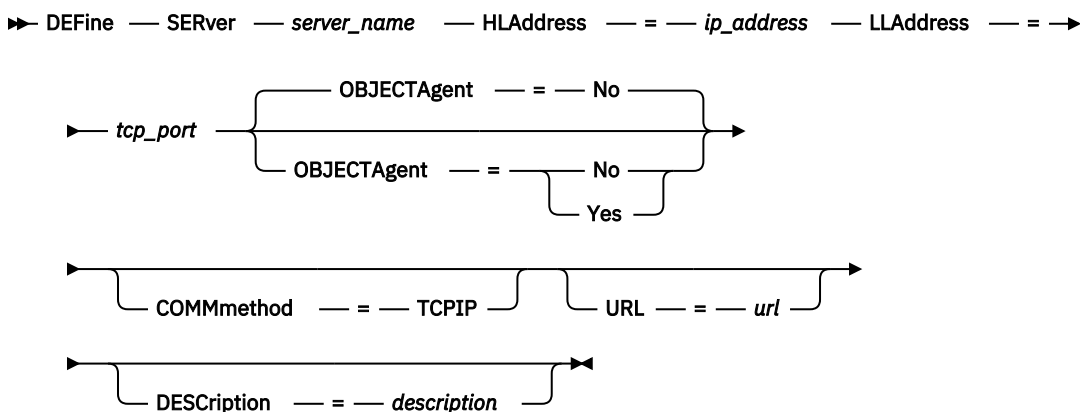 DEFine SERver server_name HLAddress = ip_address LLAddress =
OBJECTAgent = No
tcp_port
OBJECTAgent = No
Yes
COMMmethod = TCPIP URL = url
DESCription = description